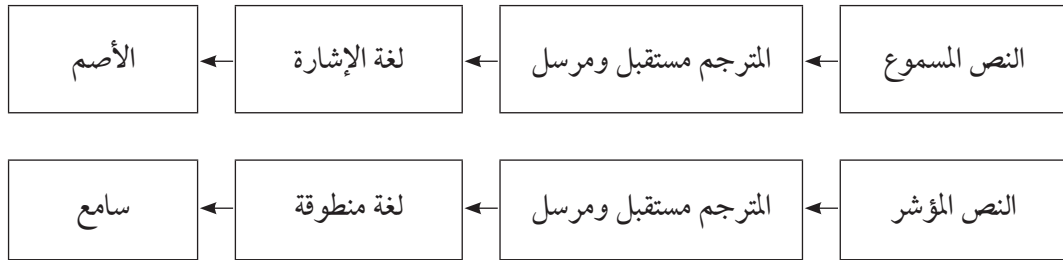 النص المسموع المترجم مستقبل ومرسل لغة الإشارة الأصم
النص المؤشر المترجم مستقبل ومرسل لغة منطوقة سامع